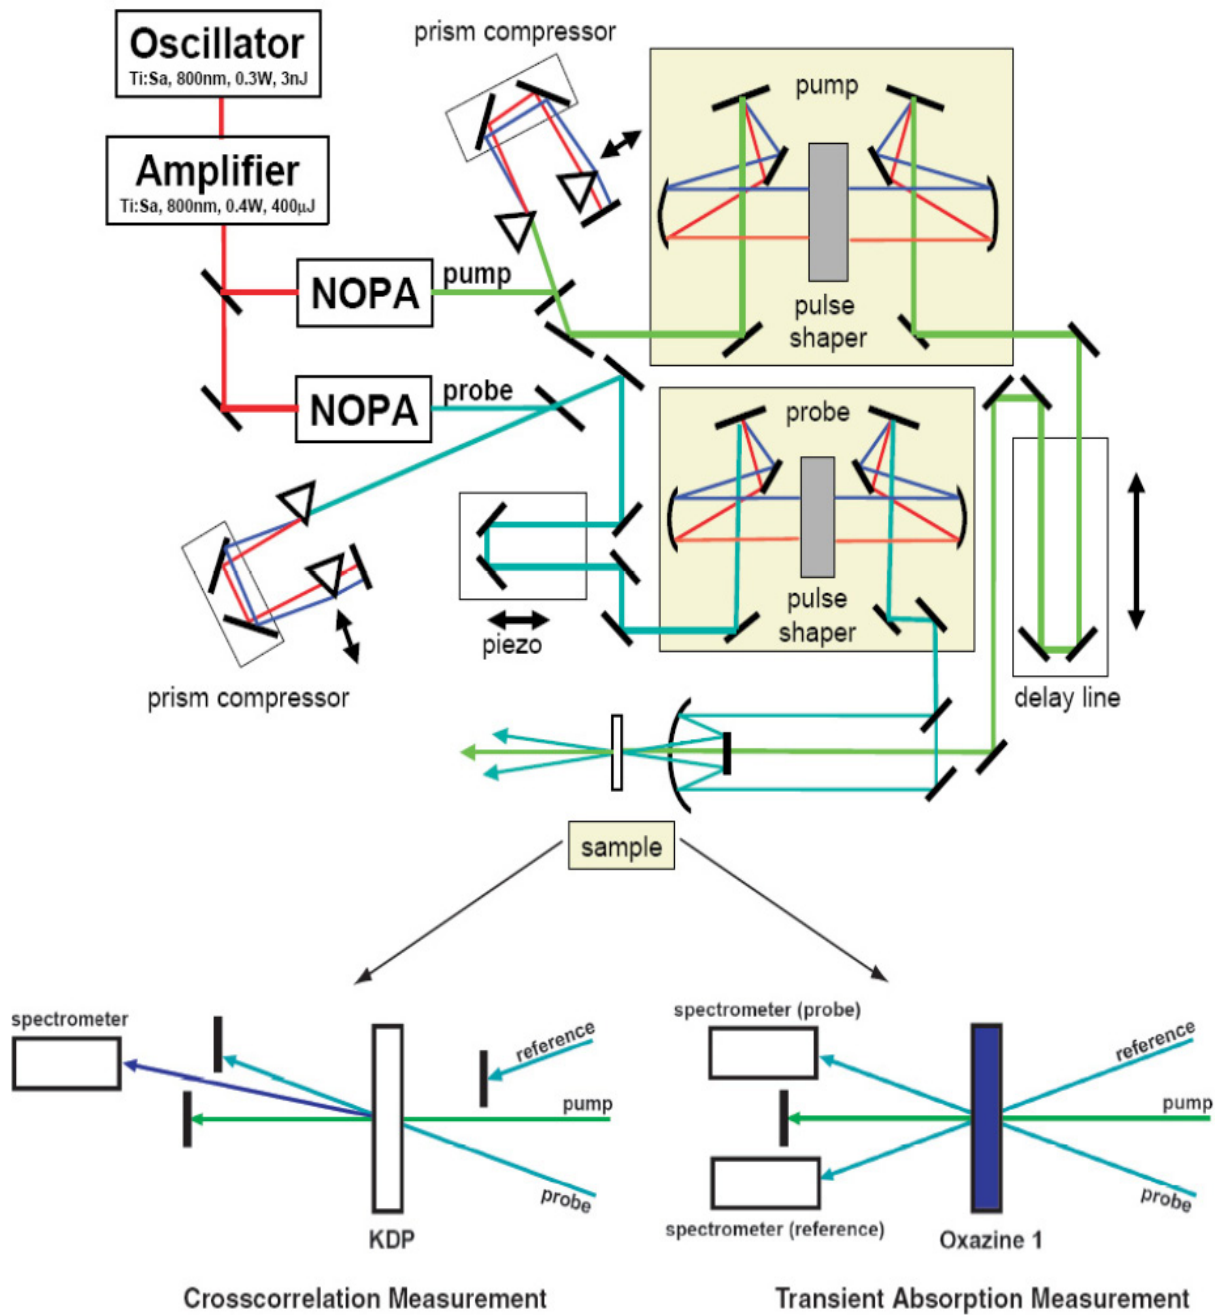 Oscillator
Ti:Sa, 800nm, 0.3W, 3nJ
Amplifier
Ti:Sa, 800nm, 0.4W, 400µJ
prism compressor
pump
NOPA
pump
pulse
shaper
NOPA
probe
probe
pulse
shaper
piezo
prism compressor
delay line
sample
spectrometer
reference
pump
probe
KDP
Crosscorrelation Measurement
spectrometer (probe)
reference
pump
probe
spectrometer (reference)
Oxazine 1
Transient Absorption Measurement